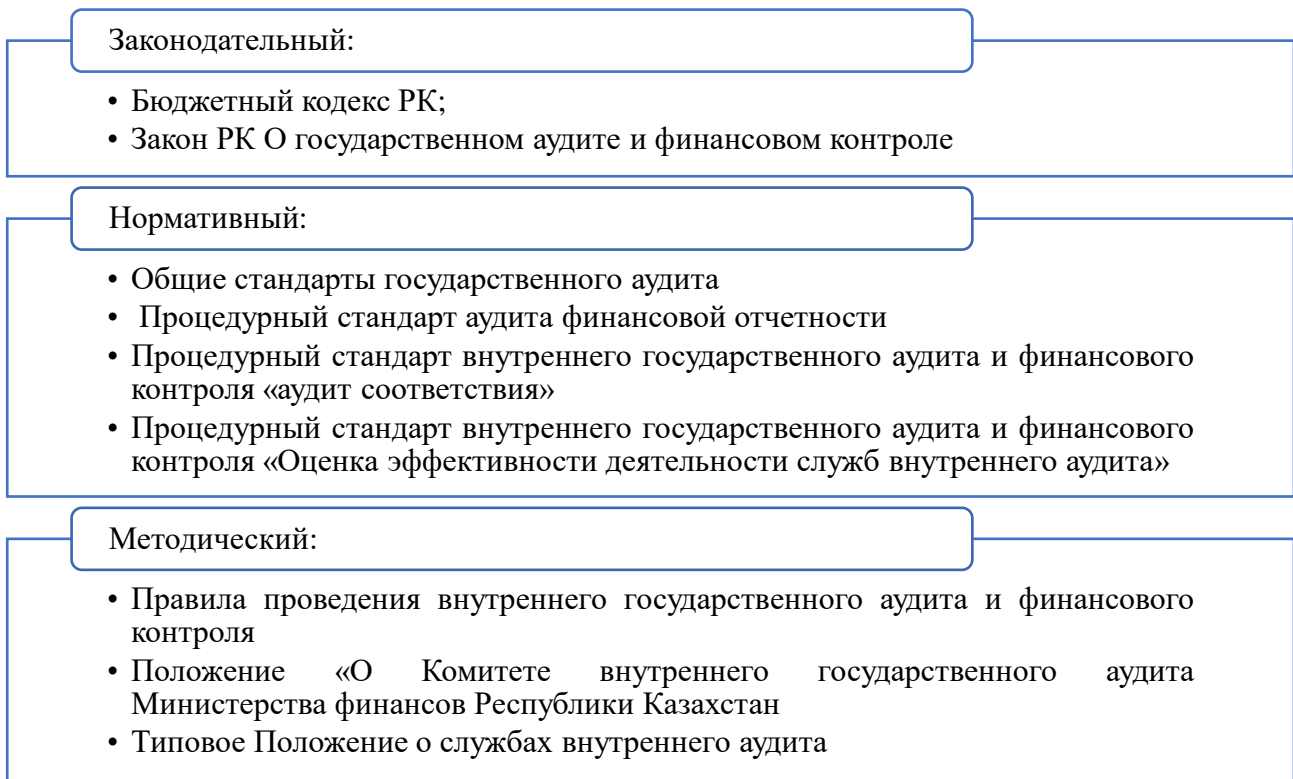 Законодательный:
• Бюджетный кодекс РК;
• Закон РК О государственном аудите и финансовом контроле
Нормативный:
• Общие стандарты государственного аудита
• Процедурный стандарт аудита финансовой отчетности
• Процедурный стандарт внутреннего государственного аудита и финансового
контроля «аудит соответствия»
• Процедурный стандарт внутреннего государственного аудита и финансового
контроля «Оценка эффективности деятельности служб внутреннего аудита»
Методический:
• Правила проведения внутреннего государственного аудита и финансового
контроля
• Положение «О Комитете внутреннего государственного аудита
Министерства финансов Республики Казахстан
• Типовое Положение о службах внутреннего аудита